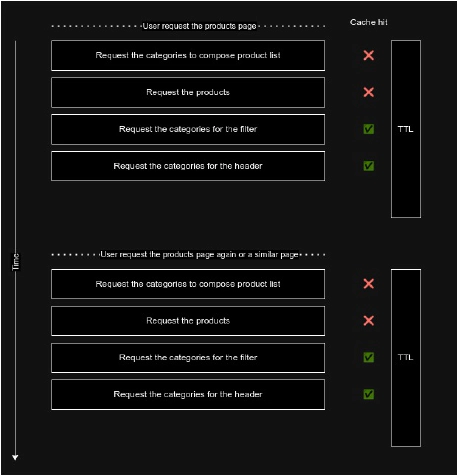 Cache hit
User request the products page
Request the categories to compose product list
Request the products
Request the categories for the filter
TTL
Request the categories for the header
Time
User request the products page again or a similar page
Request the categories to compose product list
Request the products
Request the categories for the filter
TTL
Request the categories for the header